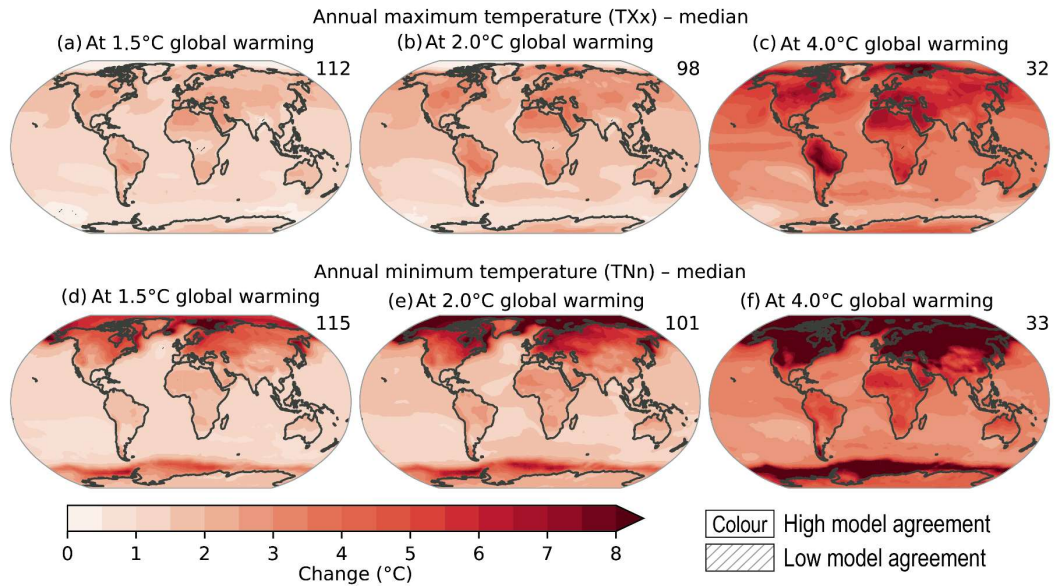 Annual maximum temperature (TXx) – median
(a) At 1.5°C global warming
112
(b) At 2.0°C global warming
98
(c) At 4.0°C global warming
32
Annual minimum temperature (TNn) – median
(d) At 1.5°C global warming
115
(e) At 2.0°C global warming
101
(f) At 4.0°C global warming
33
0 1 2 3 4 5 6 7 8
Change (°C)
Colour High model agreement
Low model agreement